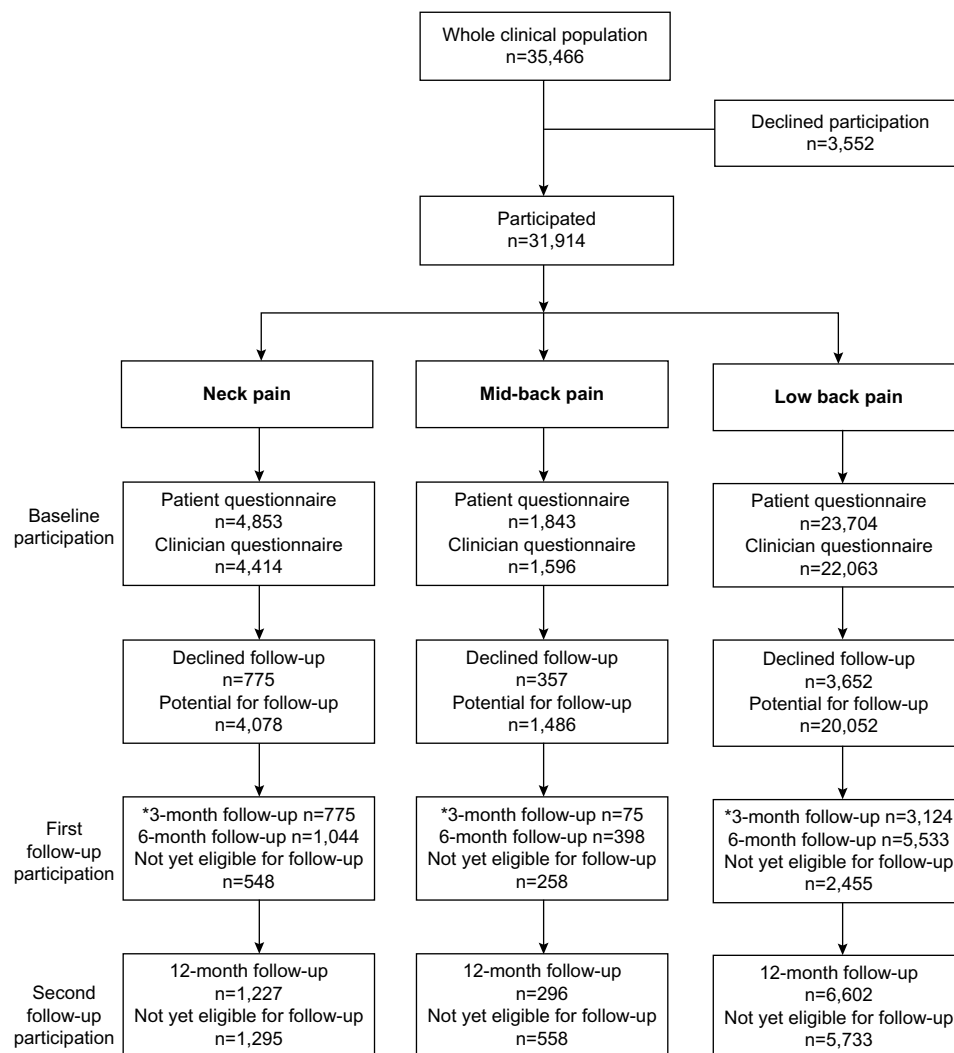 Whole clinical population
n=35,466
Declined participation
n=3,552
Participated
n=31,914
Neck pain
Mid-back pain
Low back pain
Baseline
participation
Patient questionnaire
n=4,853
Clinician questionnaire
n=4,414
Patient questionnaire
n=1,843
Clinician questionnaire
n=1,596
Patient questionnaire
n=23,704
Clinician questionnaire
n=22,063
Declined follow-up
n=775
Potential for follow-up
n=4,078
Declined follow-up
n=357
Potential for follow-up
n=1,486
Declined follow-up
n=3,652
Potential for follow-up
n=20,052
First
follow-up
participation
*3-month follow-up n=775
6-month follow-up n=1,044
Not yet eligible for follow-up
n=548
*3-month follow-up n=75
6-month follow-up n=398
Not yet eligible for follow-up
n=258
*3-month follow-up n=3,124
6-month follow-up n=5,533
Not yet eligible for follow-up
n=2,455
Second
follow-up
participation
12-month follow-up
n=1,227
Not yet eligible for follow-up
n=1,295
12-month follow-up
n=296
Not yet eligible for follow-up
n=558
12-month follow-up
n=6,602
Not yet eligible for follow-up
n=5,733